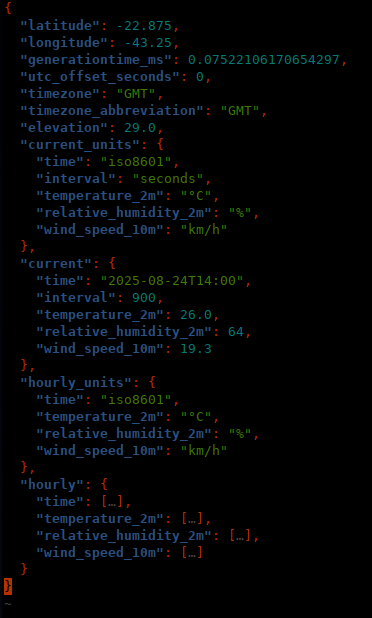 {
  "latitude": -22.875,
  "longitude": -43.25,
  "generationtime_ms": 0.07522106170654297,
  "utc_offset_seconds": 0,
  "timezone": "GMT",
  "timezone_abbreviation": "GMT",
  "elevation": 29.0,
  "current_units": {
    "time": "iso8601",
    "interval": "seconds",
    "temperature_2m": "°C",
    "relative_humidity_2m": "%",
    "wind_speed_10m": "km/h"
  },
  "current": {
    "time": "2025-08-24T14:00",
    "interval": 900,
    "temperature_2m": 26.0,
    "relative_humidity_2m": 64,
    "wind_speed_10m": 19.3
  },
  "hourly_units": {
    "time": "iso8601",
    "temperature_2m": "°C",
    "relative_humidity_2m": "%",
    "wind_speed_10m": "km/h"
  },
  "hourly": {
    "time": […],
    "temperature_2m": […],
    "relative_humidity_2m": […],
    "wind_speed_10m": […]
  }
}
~